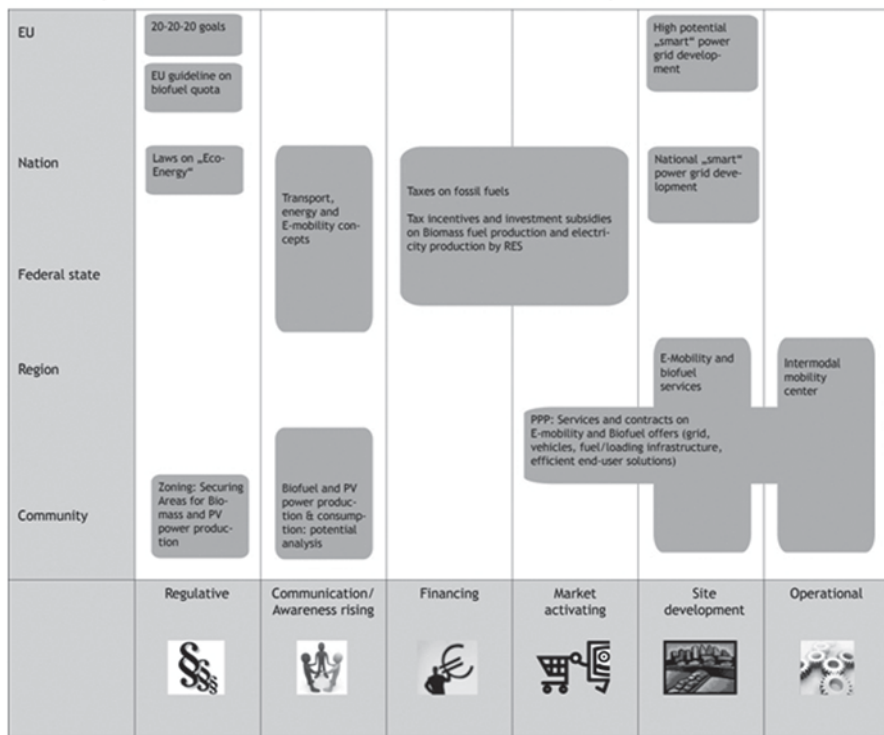 EU
20-20-20 goals
EU guideline on
biofuel quota
High potential
„smart“ power
grid develop-
ment
Nation
Laws on „Eco-
Energy“
Transport,
energy and
E-mobility con-
cepts
Taxes on fossil fuels
Tax incentives and investment subsidies
on Biomass fuel production and electri-
city production by RES
National „smart“
power grid deve-
lopment
Federal state
Region
E-Mobility and
biofuel
services
Intermodal
mobility
center
PPP: Services and contracts on
E-mobility and Biofuel offers (grid,
vehicles, fuel/loading infrastructure,
efficient end-user solutions)
Community
Zoning: Securing
Areas for Bio-
mass and PV
power produc-
tion
Biofuel and PV
power produc-
tion & consump-
tion: potential
analysis
Regulative
Communication/
Awareness rising
Financing
Market
activating
Site
development
Operational
§§§§
€